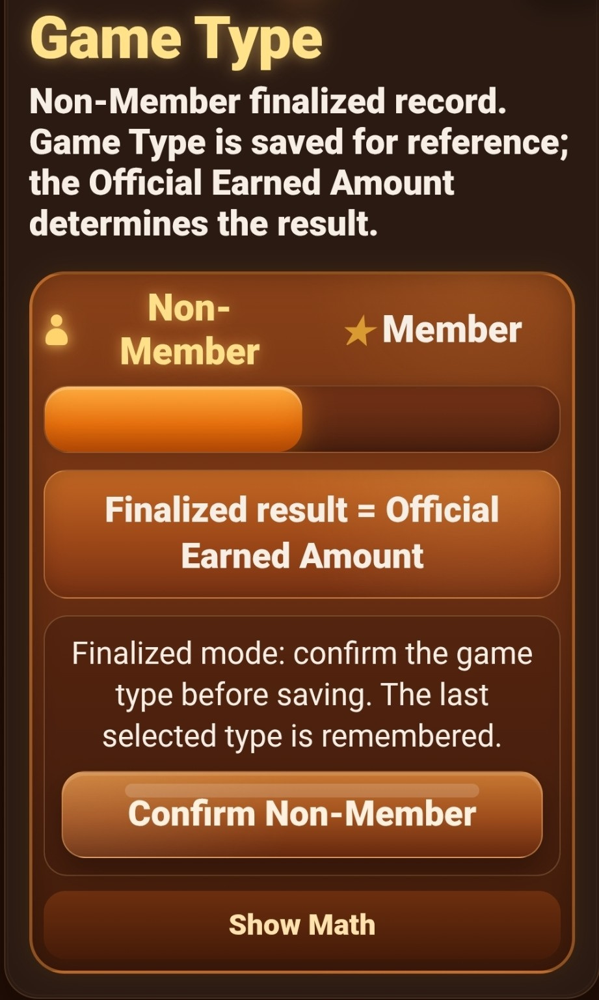 Game Type
Non-Member finalized record.
Game Type is saved for reference;
the Official Earned Amount
determines the result.
Non-
Member
Member
Finalized result = Official
Earned Amount
Finalized mode: confirm the game
type before saving. The last
selected type is remembered.
Confirm Non-Member
Show Math